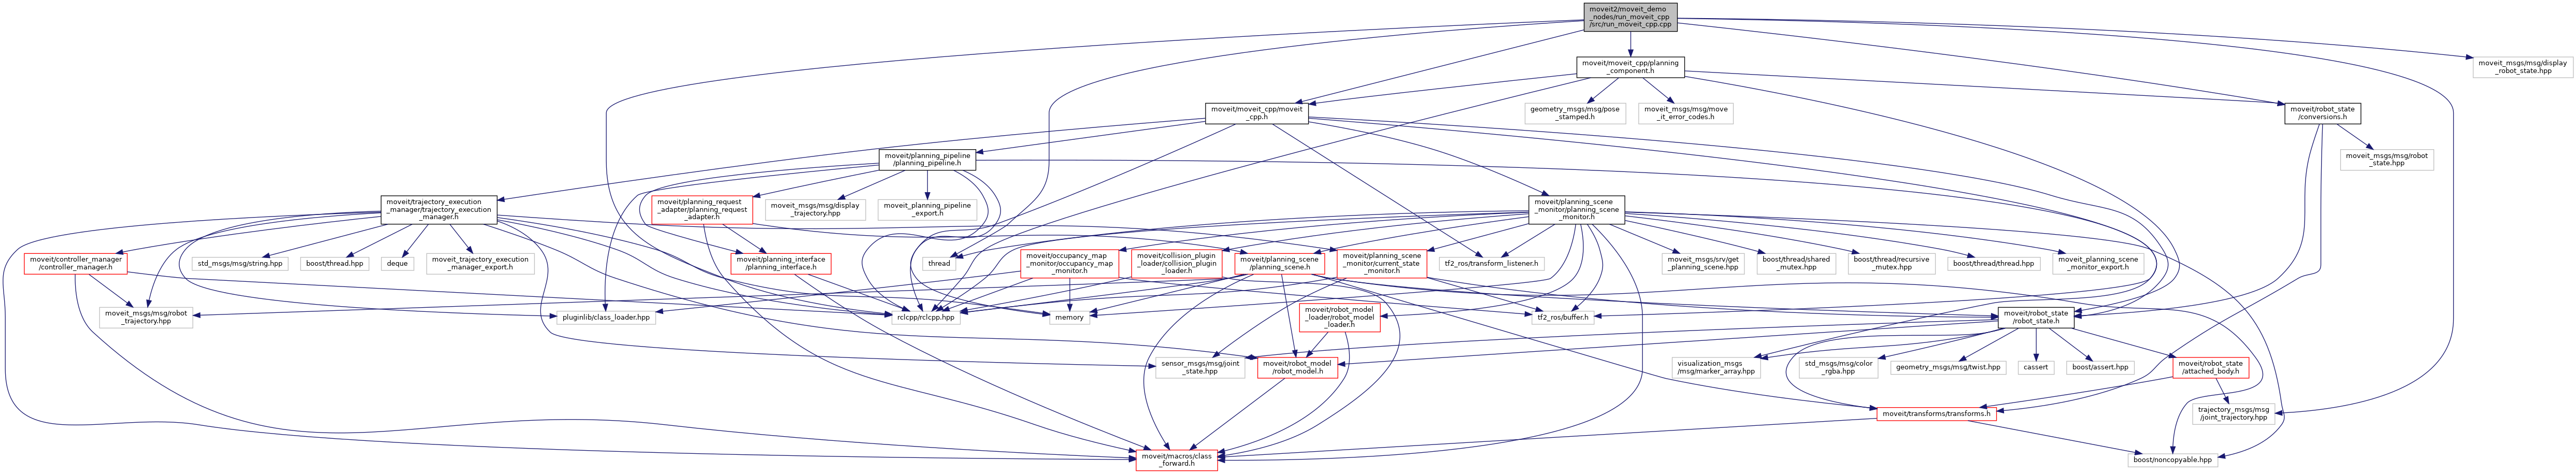 moveit2/moveit_demo
_nodes/run_moveit_cpp
/src/run_moveit_cpp.cpp
moveit/moveit_cpp/planning
_component.h
moveit_msgs/msg/display
_robot_state.hpp
moveit/moveit_cpp/moveit
_cpp.h
geometry_msgs/msg/pose
_stamped.h
moveit_msgs/msg/move
_it_error_codes.h
moveit/robot_state
/conversions.h
moveit/planning_pipeline
/planning_pipeline.h
moveit_msgs/msg/robot
_state.hpp
moveit/trajectory_execution
_manager/trajectory_execution
_manager.h
moveit/planning_request
_adapter/planning_request
_adapter.h
moveit_msgs/msg/display
_trajectory.hpp
moveit_planning_pipeline
_export.h
moveit/planning_scene
_monitor/planning_scene
_monitor.h
moveit/controller_manager
/controller_manager.h
std_msgs/msg/string.hpp
boost/thread.hpp
deque
moveit_trajectory_execution
_manager_export.h
moveit/planning_interface
/planning_interface.h
thread
moveit/occupancy_map
_monitor/occupancy_map
_monitor.h
moveit/collision_plugin
_loader/collision_plugin
_loader.h
moveit/planning_scene
/planning_scene.h
moveit/planning_scene
_monitor/current_state
_monitor.h
tf2_ros/transform_listener.h
moveit_msgs/srv/get
_planning_scene.hpp
boost/thread/shared
_mutex.hpp
boost/thread/recursive
_mutex.hpp
boost/thread/thread.hpp
moveit_planning_scene
_monitor_export.h
moveit_msgs/msg/robot
_trajectory.hpp
pluginlib/class_loader.hpp
rclcpp/rclcpp.hpp
memory
moveit/robot_model
_loader/robot_model
_loader.h
tf2_ros/buffer.h
moveit/robot_state
/robot_state.h
sensor_msgs/msg/joint
_state.hpp
moveit/robot_model
/robot_model.h
visualization_msgs
/msg/marker_array.hpp
std_msgs/msg/color
_rgba.hpp
geometry_msgs/msg/twist.hpp
cassert
boost/assert.hpp
moveit/robot_state
/attached_body.h
moveit/transforms/transforms.h
trajectory_msgs/msg
/joint_trajectory.hpp
moveit/macros/class
_forward.h
boost/noncopyable.hpp